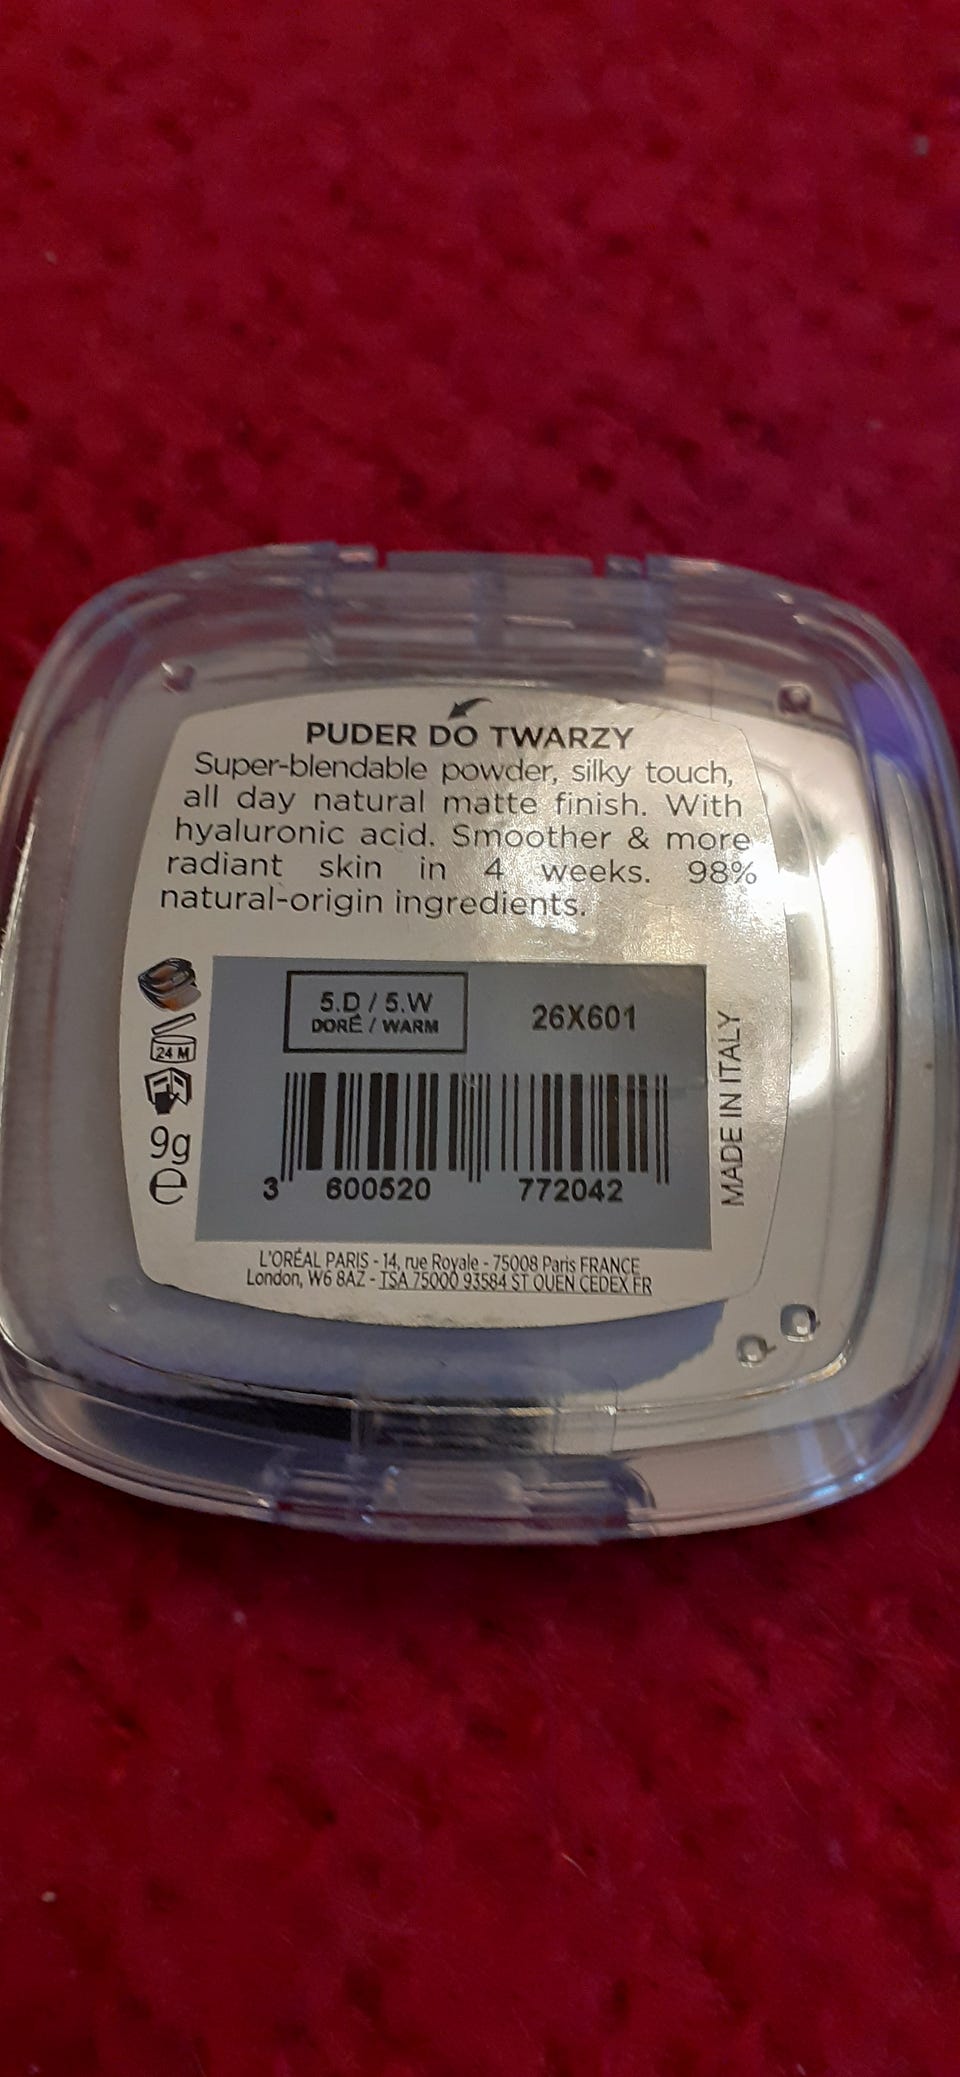 PUDER DO TWARZY
Super-blendable powder, silky touch,
all day natural matte finish. With
hyaluronic acid. Smoother & more
radiant skin in 4 weeks. 98%
natural-origin ingredients.
5.D / 5.W
DORÉ / WARM
26X601
24 M
9g
e
MADE IN ITALY
3 600520 772042
L'ORÉAL PARIS - 14, rue Royale - 75008 Paris FRANCE
London, W6 8AZ - TSA 75000 93584 ST OUEN CEDEX FR